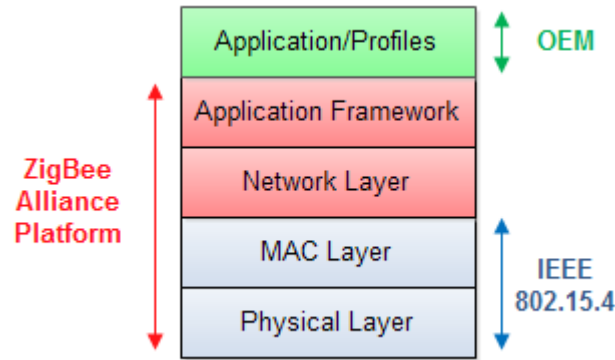 Application/Profiles
OEM
Application Framework
ZigBee
Alliance
Platform
Network Layer
MAC Layer
IEEE
802.15.4
Physical Layer